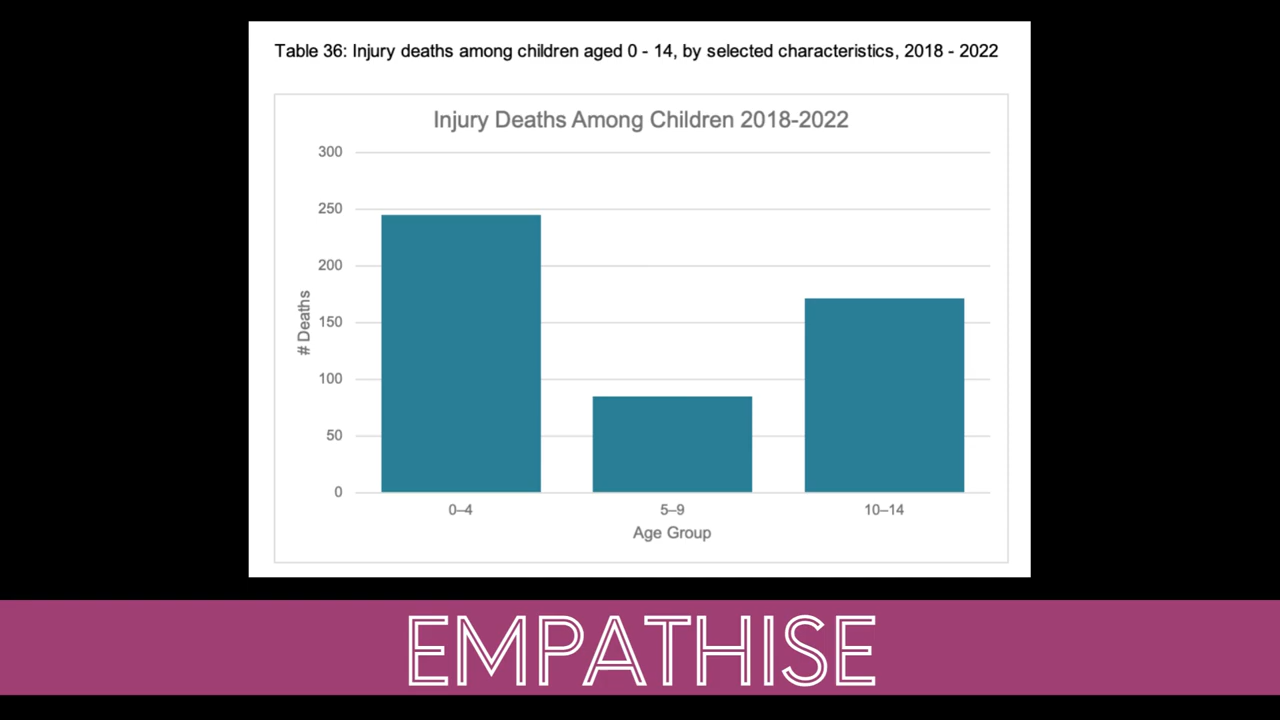 Table 36: Injury deaths among children aged 0 - 14, by selected characteristics, 2018 - 2022
Injury Deaths Among Children 2018-2022
300
250
200
150
100
50
0
# Deaths
0–4 5–9 10–14
Age Group
EMPATHISE